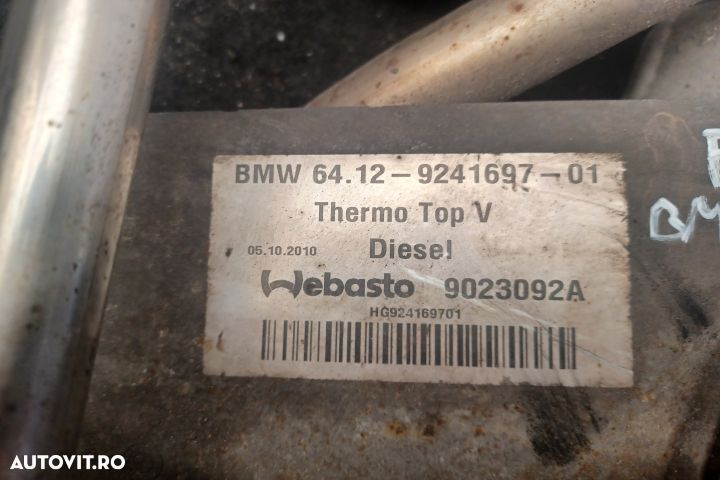 BMW 64.12-9241697-01
Thermo Top V
05.10.2010 Diesel
Webasto 9023092A
HG924169701
AUTOVIT.RO